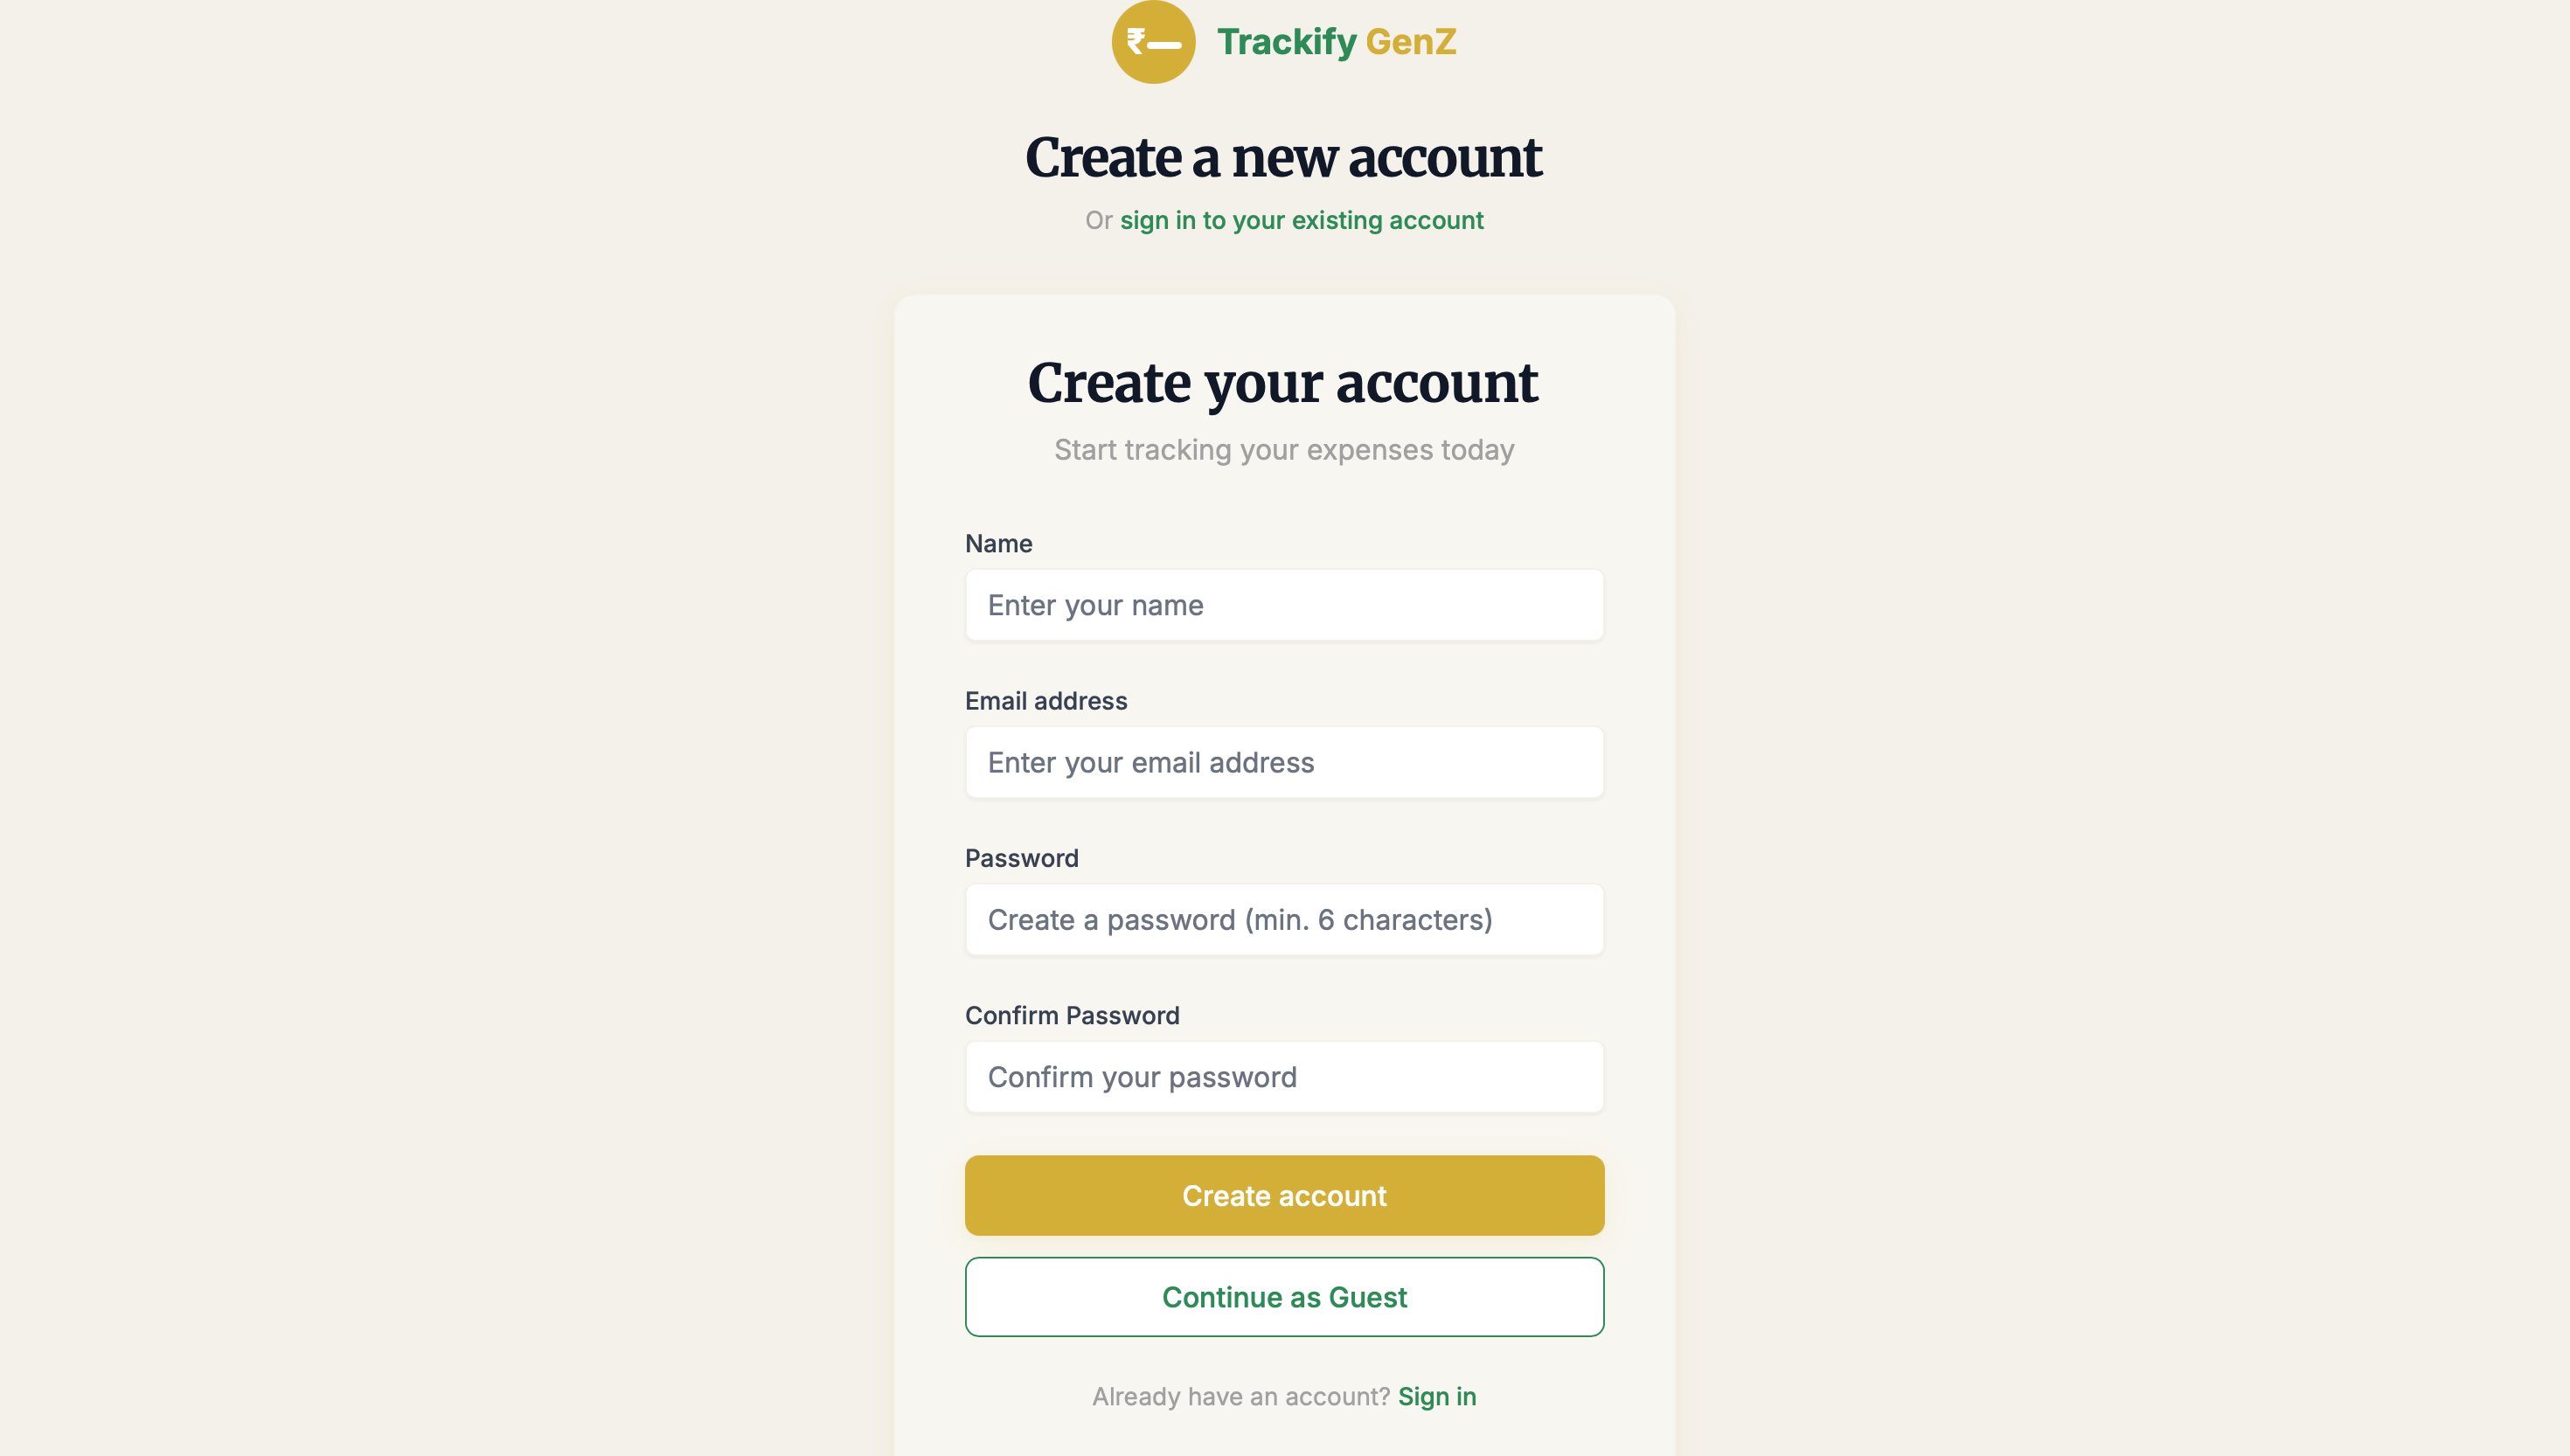 ₹
Trackify GenZ
Create a new account
Or sign in to your existing account
Create your account
Start tracking your expenses today
Name
Enter your name
Email address
Enter your email address
Password
Create a password (min. 6 characters)
Confirm Password
Confirm your password
Create account
Continue as Guest
Already have an account? Sign in